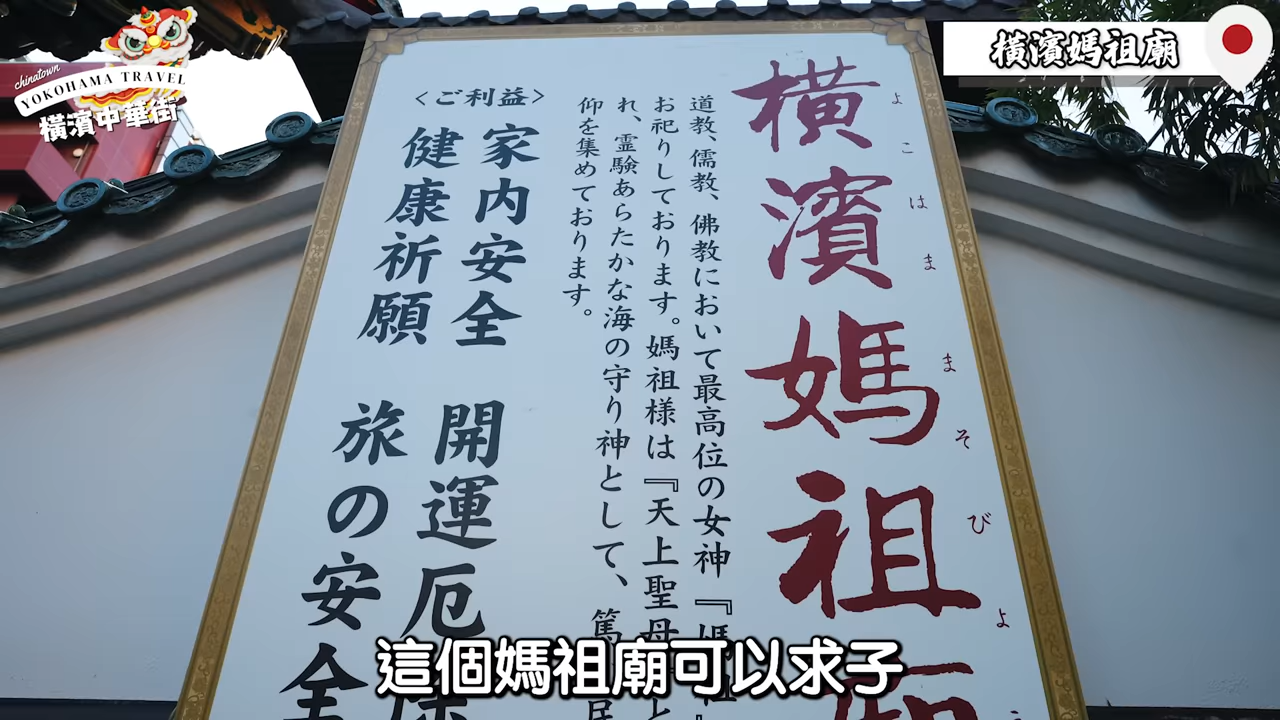 chinatown
YOKOHAMA TRAVEL
橫濱中華街
橫濱媽祖廟
横濱媽祖
よこはままそびよ
道教、儒教、佛教において最高位の女神『媽祖』
お祀りしております。媽祖様は『天上聖母
れ、霊験あらたかな海の守り神として、篤
仰を集めております。
＜ご利益＞
家内安全
開運厄
健康祈願
旅の安全
這個媽祖廟可以求子